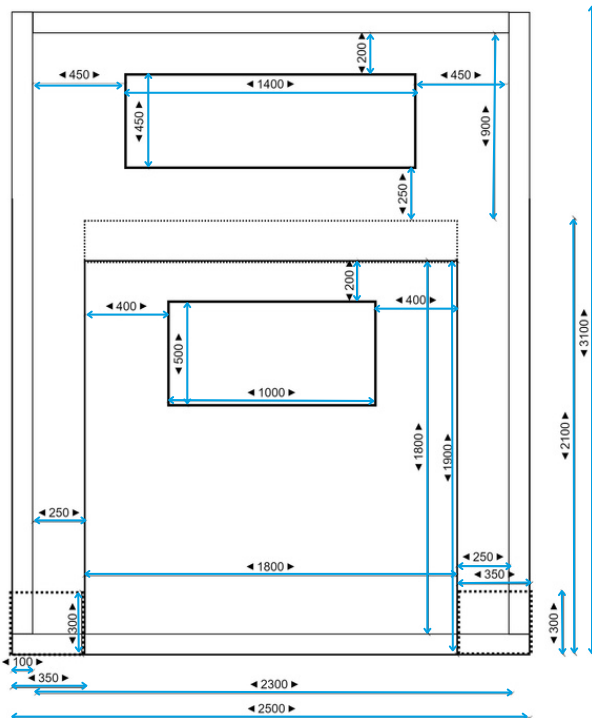 ◄ 450 ►
◄ 1400 ►
◄ 450 ►
◄200►
◄ 450►
◄ 900►
◄250►
◄200►
◄ 400 ►
◄ 400 ►
◄ 500►
◄ 1000 ►
◄ 1800►
◄ 1900►
◄ 3100►
◄ 2100►
◄ 250 ►
◄ 250 ►
◄ 1800 ►
◄ 350 ►
◄300►
◄ 300►
◄ 100 ►
◄ 350 ►
◄ 2300 ►
◄ 2500 ►